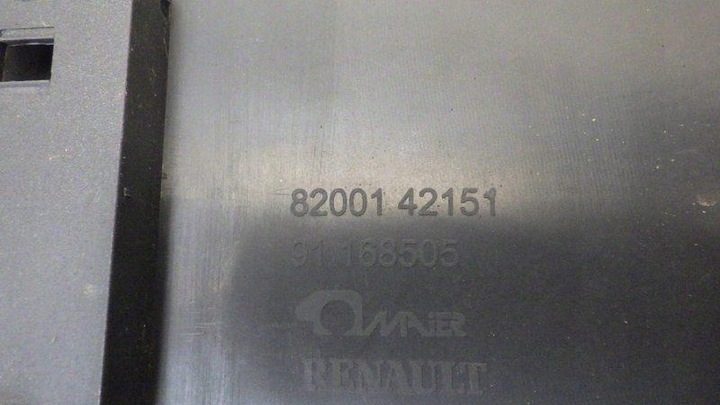 82001 42151
91 168505
MAIER
RENAULT